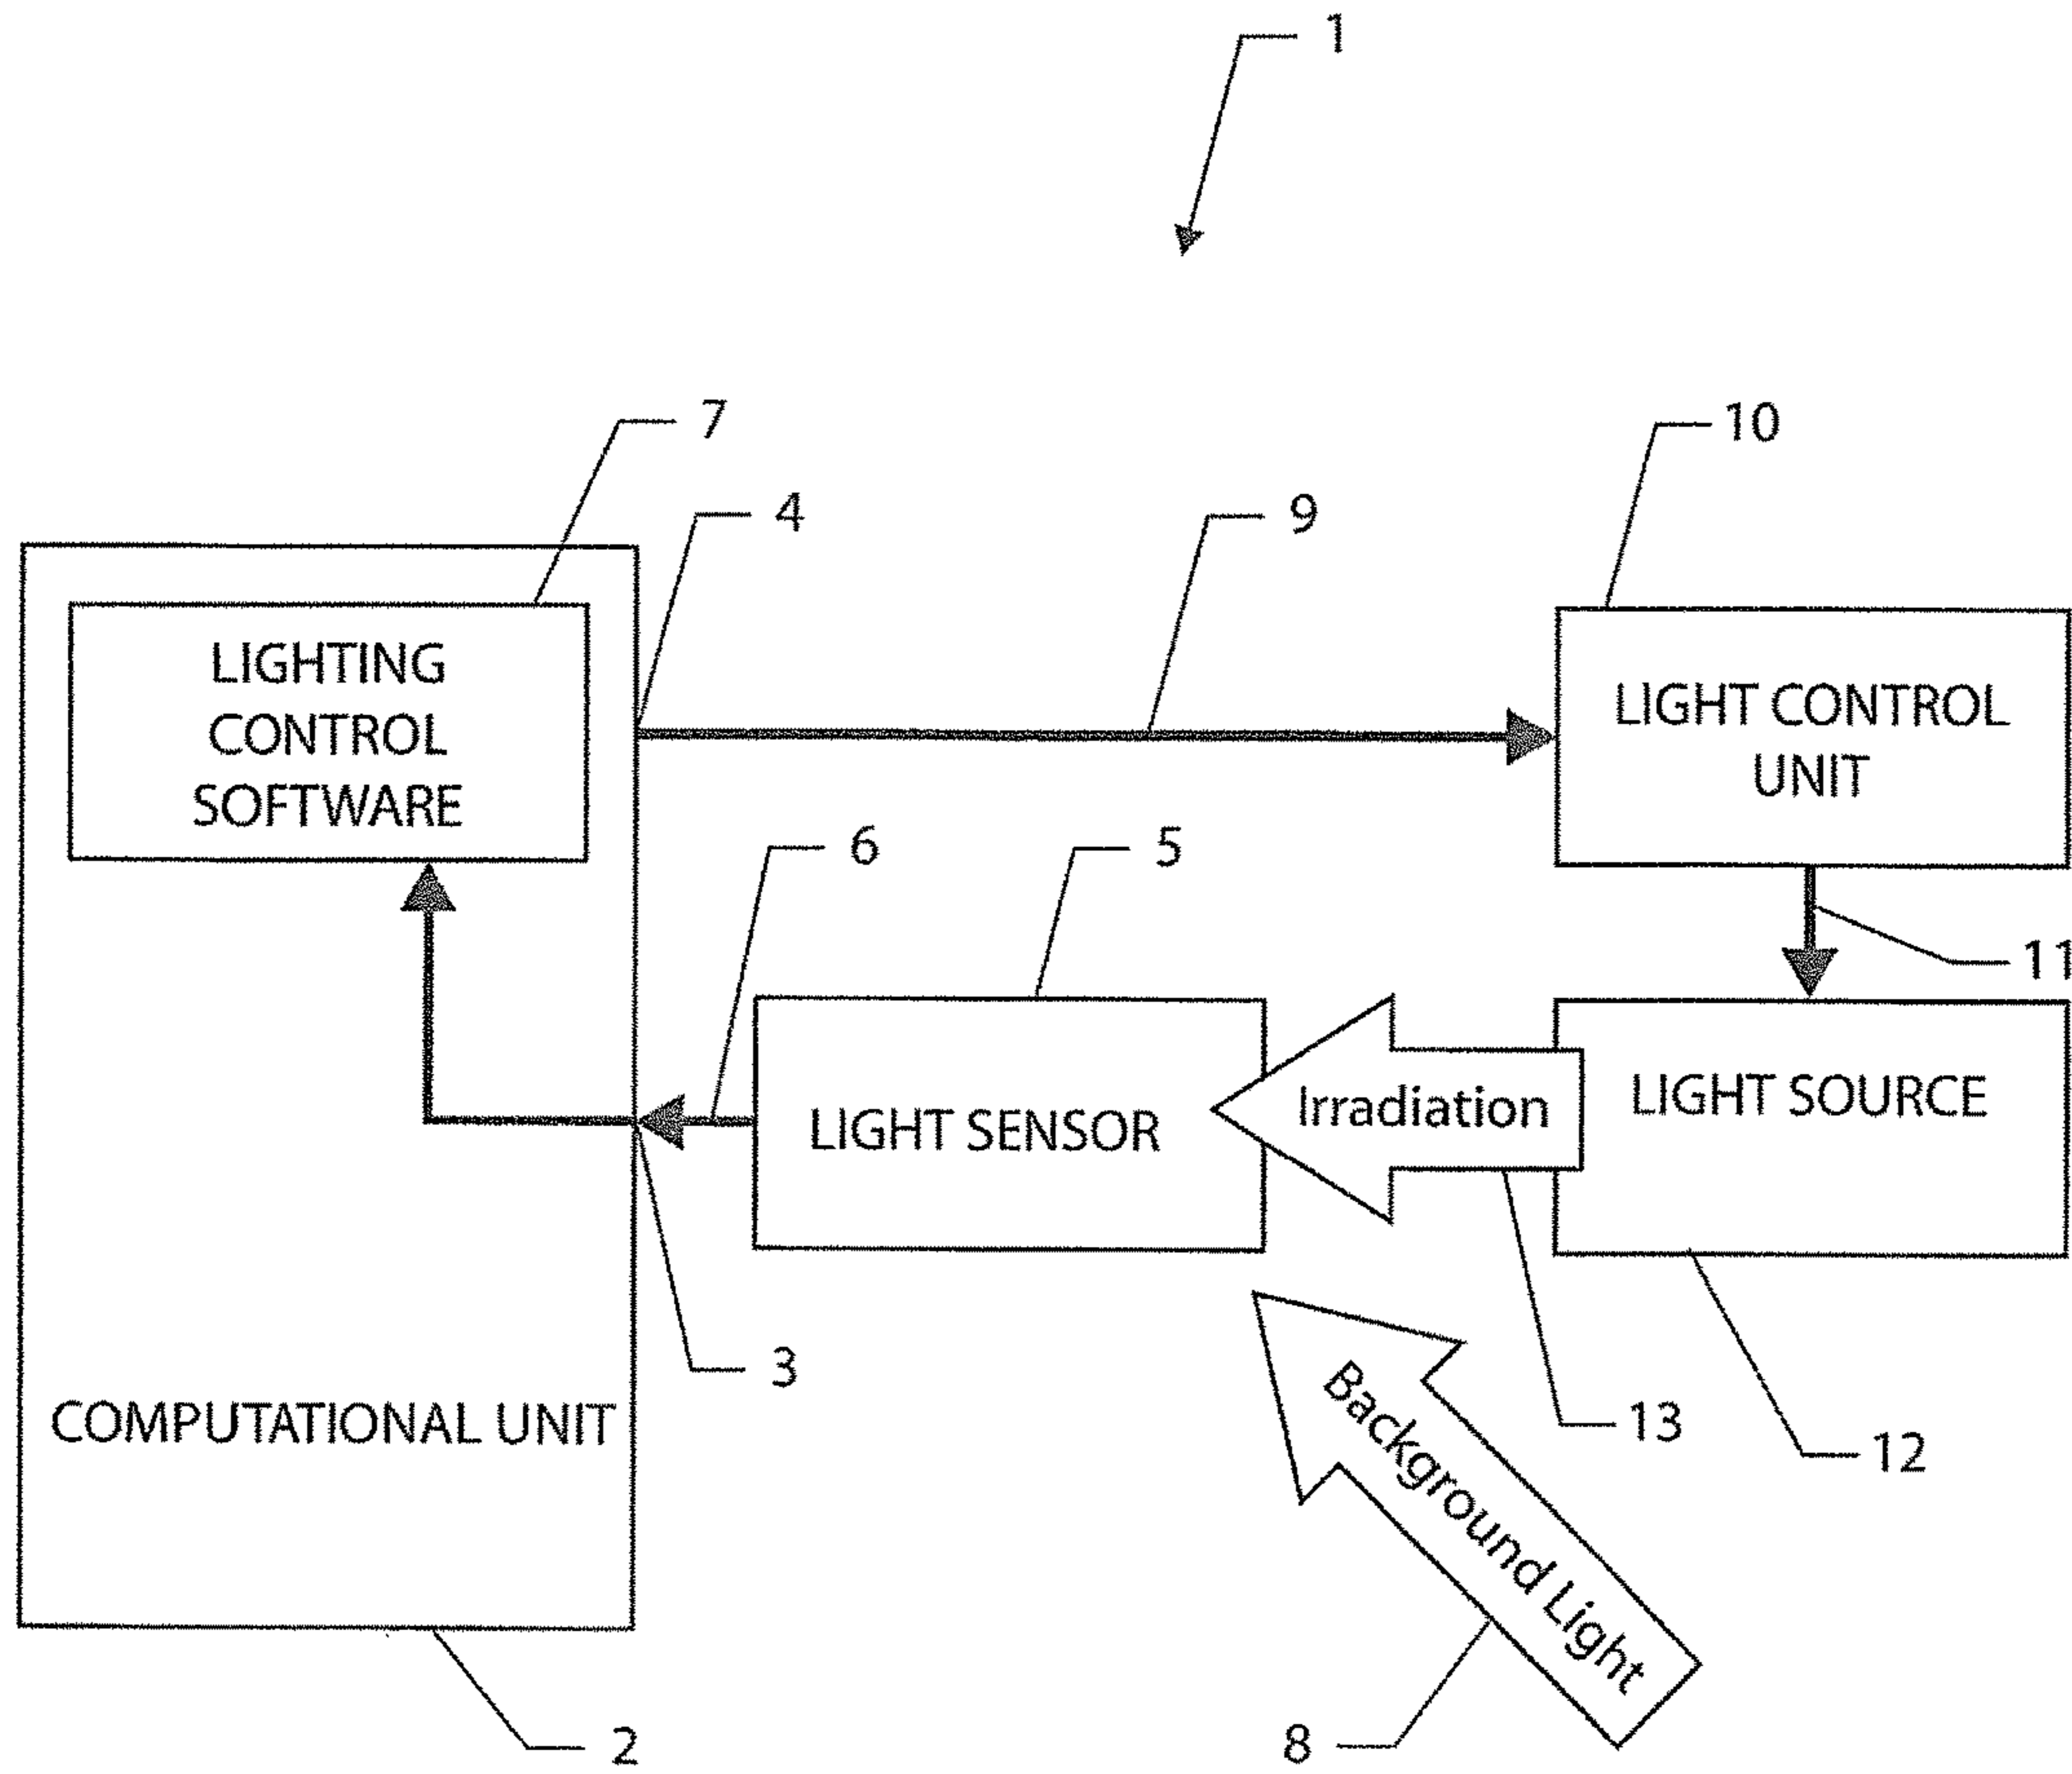 1
7
10
4
9
LIGHTING
CONTROL
SOFTWARE
LIGHT CONTROL
UNIT
6
5
11
LIGHT SENSOR
Irradiation
LIGHT SOURCE
3
COMPUTATIONAL UNIT
13
12
Background Light
2
8